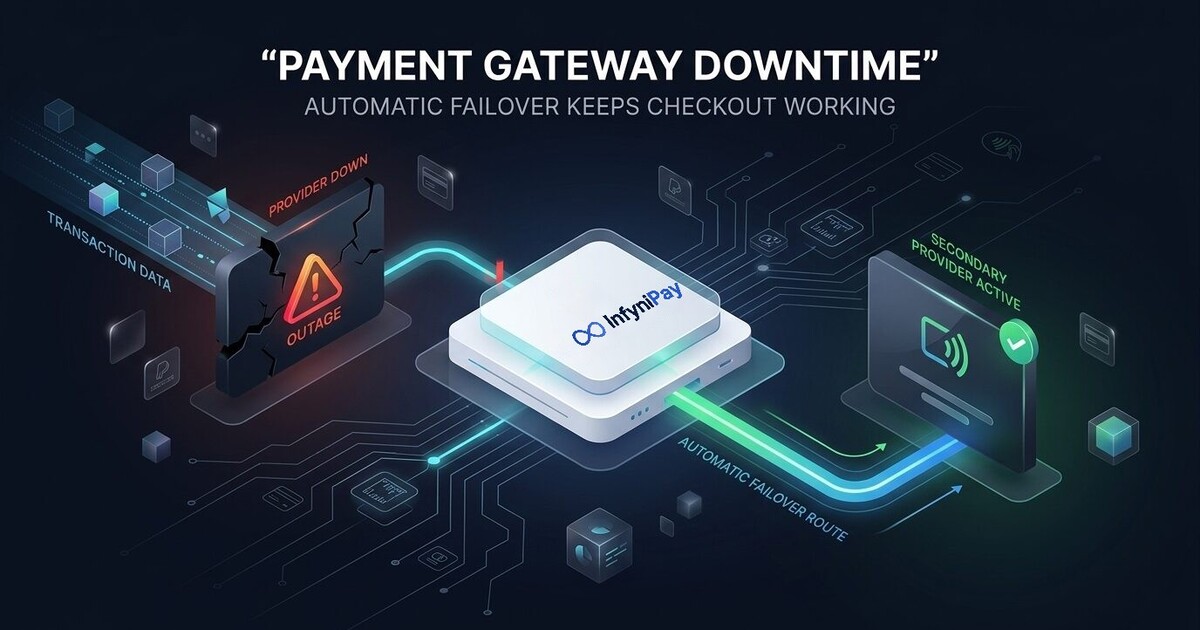 “PAYMENT GATEWAY DOWNTIME”
AUTOMATIC FAILOVER KEEPS CHECKOUT WORKING
PROVIDER DOWN
TRANSACTION DATA
OUTAGE
InfyniPay
SECONDARY
PROVIDER ACTIVE
AUTOMATIC FAILOVER ROUTE